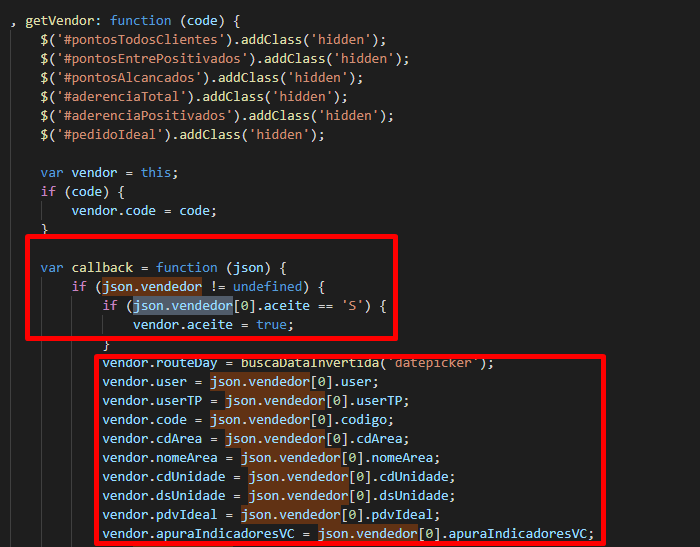 , getVendor: function (code) {
$('#pontosTodosClientes').addClass('hidden');
$('#pontosEntrePositivados').addClass('hidden');
$('#pontosAlcancados').addClass('hidden');
$('#aderenciaTotal').addClass('hidden');
$('#aderenciaPositivados').addClass('hidden');
$('#pedidoIdeal').addClass('hidden');
var vendor = this;
if (code) {
vendor.code = code;
}
var callback = function (json) {
if (json.vendedor != undefined) {
if (json.vendedor[0].aceite == 'S') {
vendor.aceite = true;
}
vendor.routeDay = buscaDataInvertida('datepicker');
vendor.user = json.vendedor[0].user;
vendor.userTP = json.vendedor[0].userTP;
vendor.code = json.vendedor[0].codigo;
vendor.cdArea = json.vendedor[0].cdArea;
vendor.nomeArea = json.vendedor[0].nomeArea;
vendor.cdUnidade = json.vendedor[0].cdUnidade;
vendor.dsUnidade = json.vendedor[0].dsUnidade;
vendor.pdvIdeal = json.vendedor[0].pdvIdeal;
vendor.apuraIndicadoresVC = json.vendedor[0].apuraIndicadoresVC;